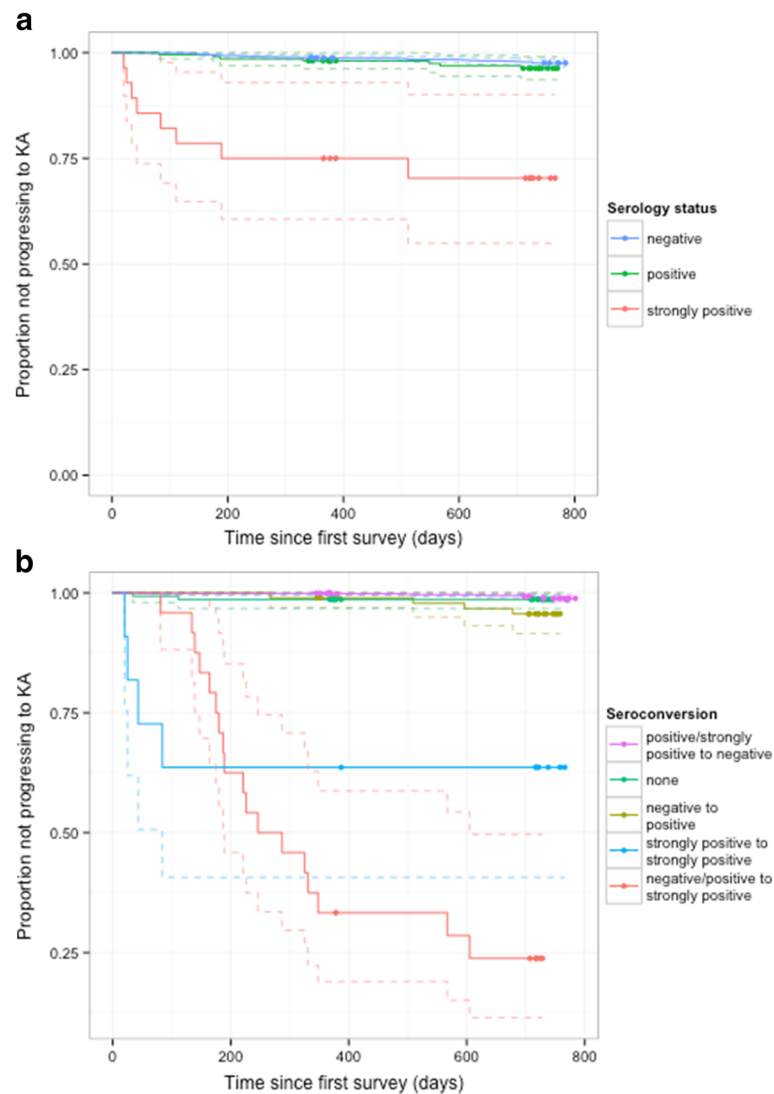 a
1.00
0.75
0.50
0.25
0.00
Proportion not progressing to KA
0 200 400 600 800
Time since first survey (days)
Serology status
negative
positive
strongly positive
b
1.00
0.75
0.50
0.25
Proportion not progressing to KA
0 200 400 600 800
Time since first survey (days)
Seroconversion
positive/strongly
positive to negative
none
negative to
positive
strongly positive to
strongly positive
negative/positive to
strongly positive